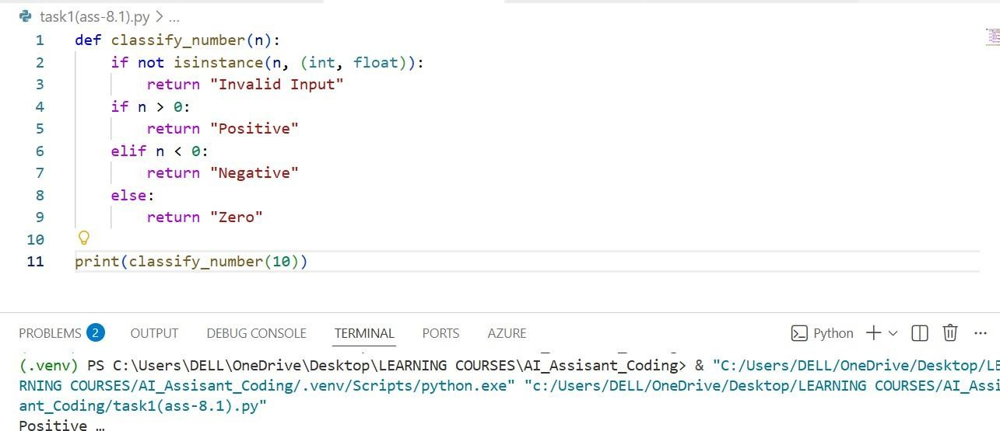 task1(ass-8.1).py > ...
1 def classify_number(n):
2     if not isinstance(n, (int, float)):
3         return "Invalid Input"
4     if n > 0:
5         return "Positive"
6     elif n < 0:
7         return "Negative"
8     else:
9         return "Zero"
10
11 print(classify_number(10))
PROBLEMS 2 OUTPUT DEBUG CONSOLE TERMINAL PORTS AZURE Python
(.venv) PS C:\Users\DELL\OneDrive\Desktop\LEARNING COURSES\AI_Assisant_Coding> & "C:/Users/DELL/OneDrive/Desktop/LE
RNING COURSES/AI_Assisant_Coding/.venv/Scripts/python.exe" "c:/Users/DELL/OneDrive/Desktop/LEARNING COURSES/AI_Assi
ant_Coding/task1(ass-8.1).py"
Positive …